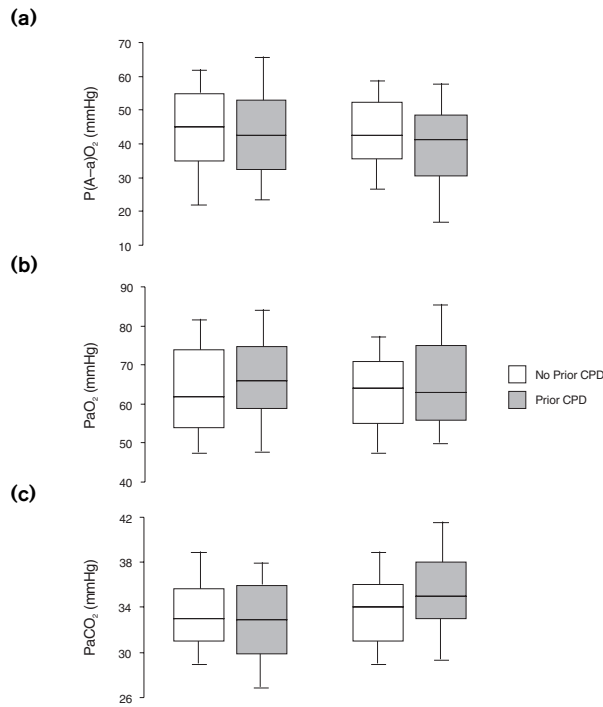 (a)
P(A–a)O₂ (mmHg)
70
60
50
40
30
20
10
(b)
PaO₂ (mmHg)
90
80
70
60
50
40
No Prior CPD
Prior CPD
(c)
PaCO₂ (mmHg)
42
38
34
30
26